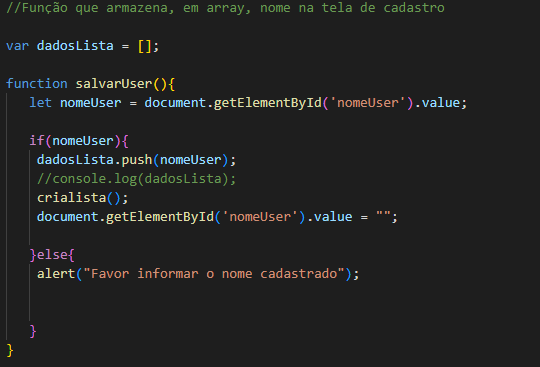 //Função que armazena, em array, nome na tela de cadastro
var dadosLista = [];
function salvarUser(){
let nomeUser = document.getElementById('nomeUser').value;
if(nomeUser){
dadosLista.push(nomeUser);
//console.log(dadosLista);
crialista();
document.getElementById('nomeUser').value = "";
}else{
alert("Favor informar o nome cadastrado");
}
}